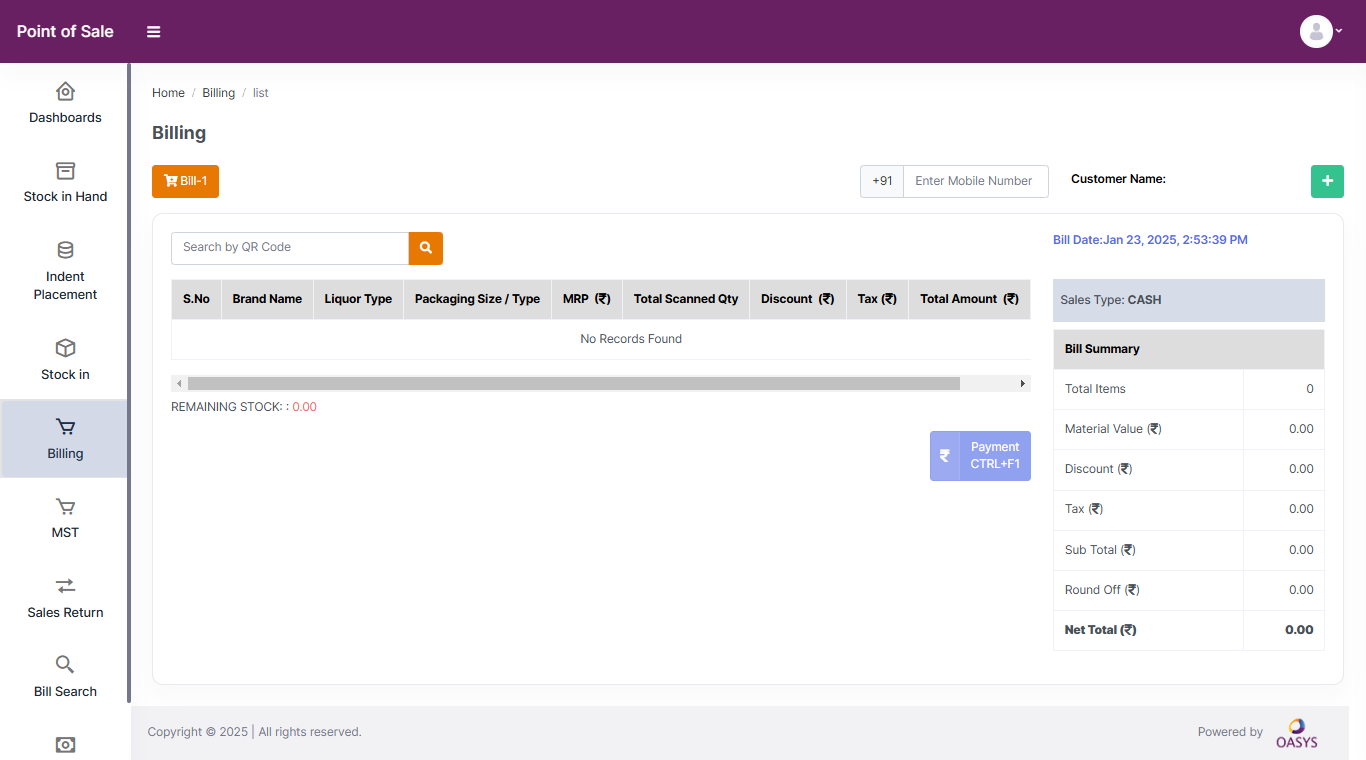 Point of Sale
Dashboards
Stock in Hand
Indent
Placement
Stock in
Billing
MST
Sales Return
Bill Search
Home / Billing / list
Billing
Bill-1
+91 Enter Mobile Number
Customer Name:
+
Search by QR Code
Bill Date:Jan 23, 2025, 2:53:39 PM
S.No Brand Name Liquor Type Packaging Size / Type MRP (₹) Total Scanned Qty Discount (₹) Tax (₹) Total Amount (₹)
No Records Found
REMAINING STOCK: : 0.00
₹ Payment
CTRL+F1
Sales Type: CASH
Bill Summary
Total Items 0
Material Value (₹) 0.00
Discount (₹) 0.00
Tax (₹) 0.00
Sub Total (₹) 0.00
Round Off (₹) 0.00
Net Total (₹) 0.00
Copyright © 2025 | All rights reserved.
Powered by OASYS